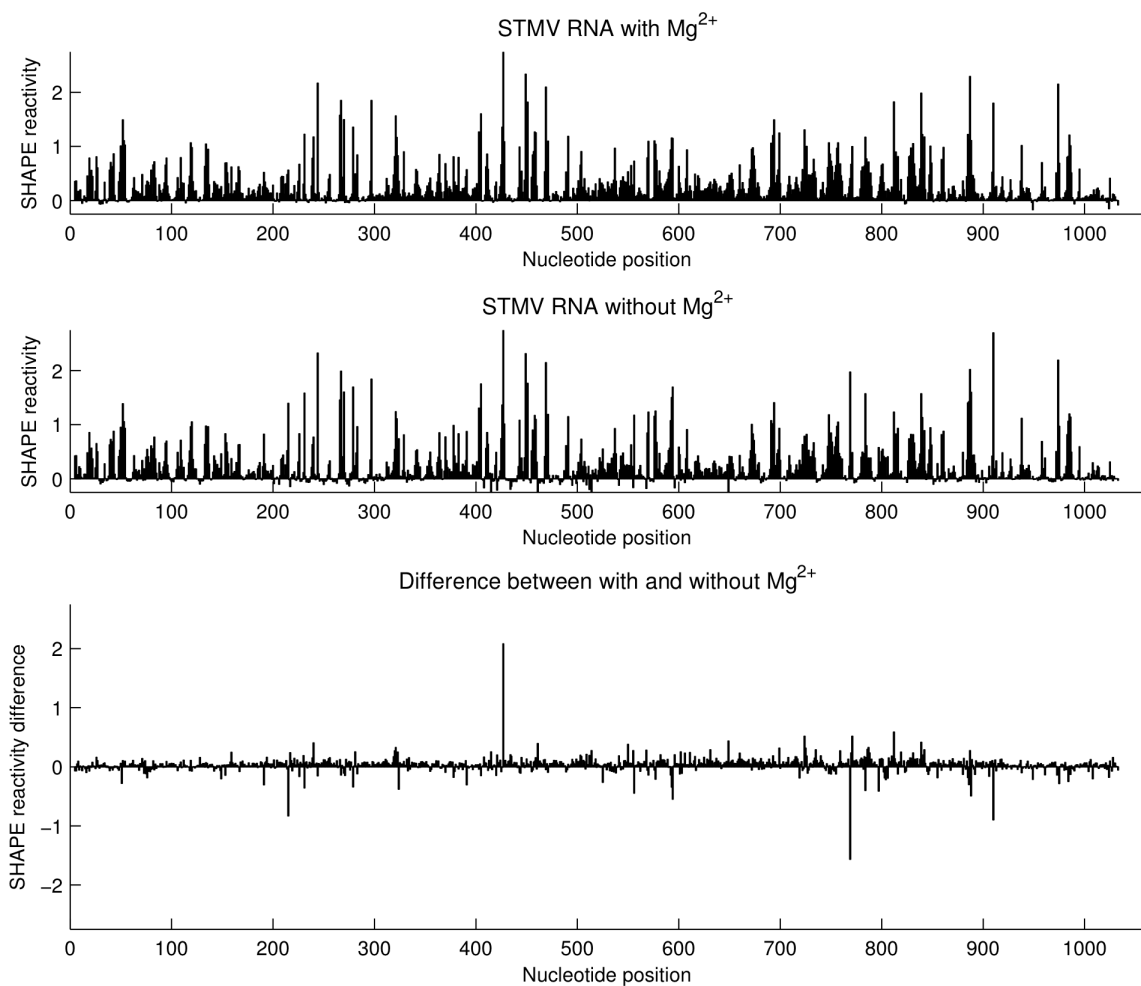 STMV RNA with Mg2+
SHAPE reactivity
2
1
0
0 100 200 300 400 500 600 700 800 900 1000
Nucleotide position
STMV RNA without Mg2+
SHAPE reactivity
2
1
0
0 100 200 300 400 500 600 700 800 900 1000
Nucleotide position
Difference between with and without Mg2+
SHAPE reactivity difference
2
1
0
−1
−2
0 100 200 300 400 500 600 700 800 900 1000
Nucleotide position